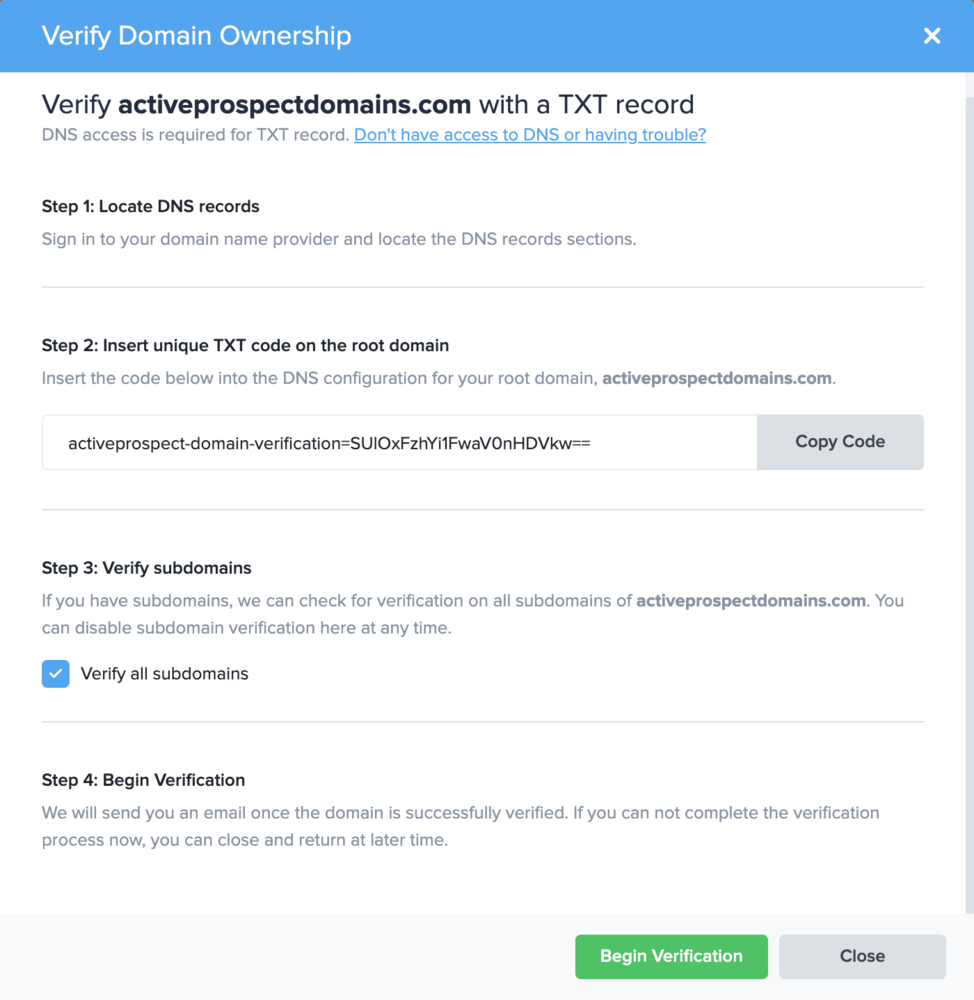 Verify Domain Ownership
Verify activeprospectdomains.com with a TXT record
DNS access is required for TXT record. Don't have access to DNS or having trouble?
Step 1: Locate DNS records
Sign in to your domain name provider and locate the DNS records sections.
Step 2: Insert unique TXT code on the root domain
Insert the code below into the DNS configuration for your root domain, activeprospectdomains.com.
activeprospect-domain-verification=SUlOxFzhYi1FwaV0nHDVkw==
Copy Code
Step 3: Verify subdomains
If you have subdomains, we can check for verification on all subdomains of activeprospectdomains.com. You
can disable subdomain verification here at any time.
Verify all subdomains
Step 4: Begin Verification
We will send you an email once the domain is successfully verified. If you can not complete the verification
process now, you can close and return at later time.
Begin Verification
Close